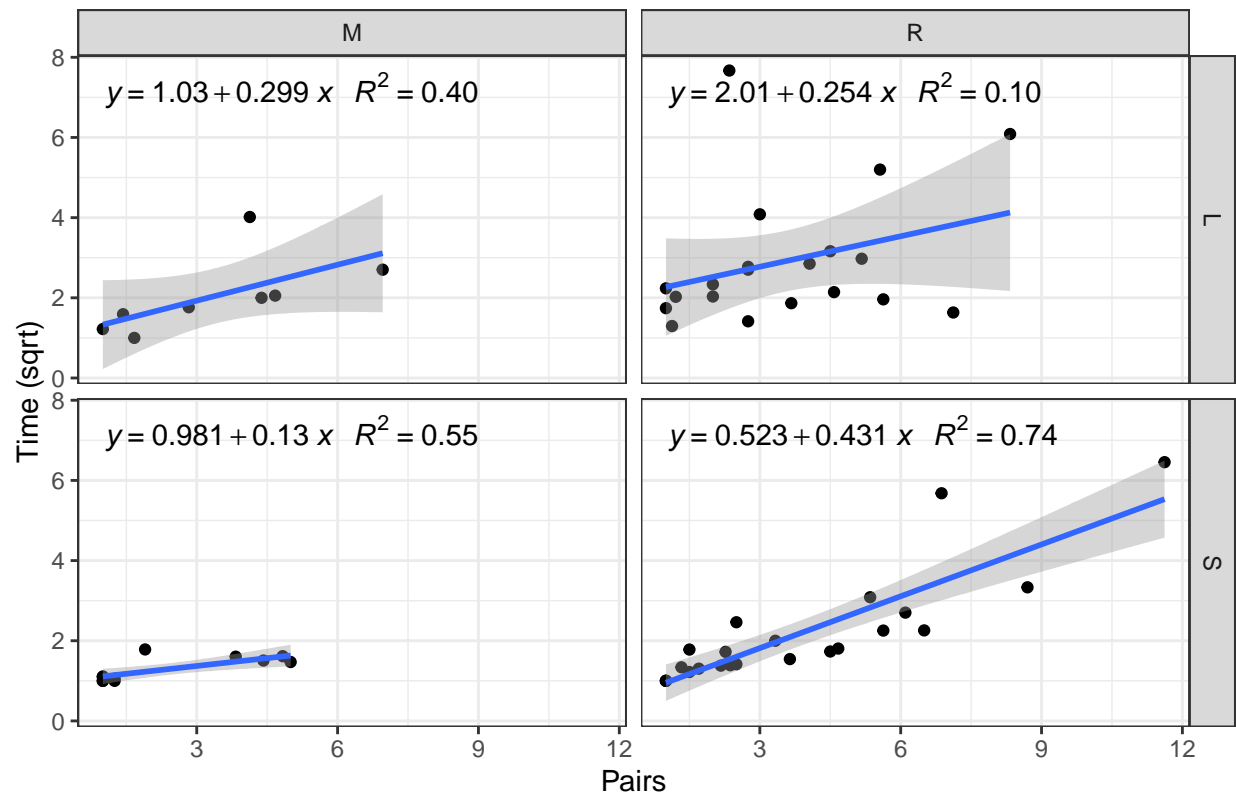 M
R
8
6
4
2
0
y = 1.03 + 0.299 x R² = 0.40
y = 2.01 + 0.254 x R² = 0.10
L
Time (sqrt)
8
6
4
2
0
y = 0.981 + 0.13 x R² = 0.55
y = 0.523 + 0.431 x R² = 0.74
S
3 6 9 12
3 6 9 12
Pairs